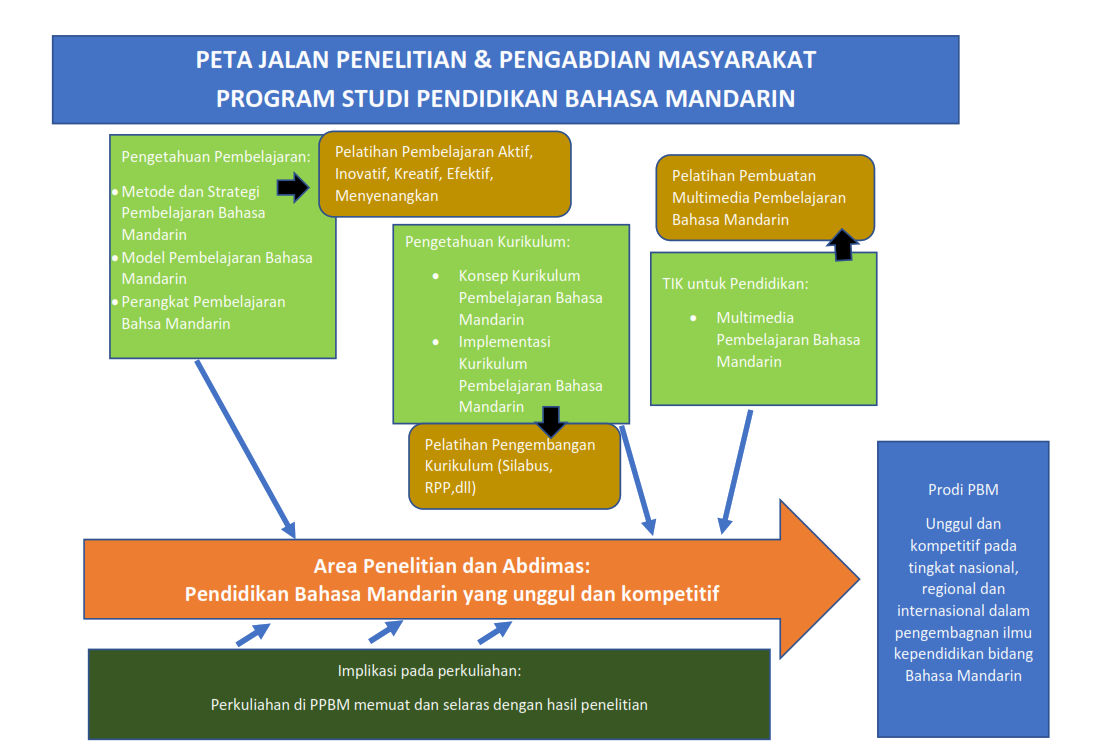 PETA JALAN PENELITIAN & PENGABDIAN MASYARAKAT
PROGRAM STUDI PENDIDIKAN BAHASA MANDARIN
Pengetahuan Pembelajaran:
• Metode dan Strategi
Pembelajaran Bahasa
Mandarin
• Model Pembelajaran Bahasa
Mandarin
• Perangkat Pembelajaran
Bahsa Mandarin
Pelatihan Pembelajaran Aktif,
Inovatif, Kreatif, Efektif,
Menyenangkan
Pengetahuan Kurikulum:
• Konsep Kurikulum
Pembelajaran Bahasa
Mandarin
• Implementasi
Kurikulum
Pembelajaran Bahasa
Mandarin
Pelatihan Pengembangan
Kurikulum (Silabus,
RPP,dll)
Pelatihan Pembuatan
Multimedia Pembelajaran
Bahasa Mandarin
TIK untuk Pendidikan:
• Multimedia
Pembelajaran Bahasa
Mandarin
Area Penelitian dan Abdimas:
Pendidikan Bahasa Mandarin yang unggul dan kompetitif
Implikasi pada perkuliahan:
Perkuliahan di PPBM memuat dan selaras dengan hasil penelitian
Prodi PBM
Unggul dan
kompetitif pada
tingkat nasional,
regional dan
internasional dalam
pengembagnan ilmu
kependidikan bidang
Bahasa Mandarin